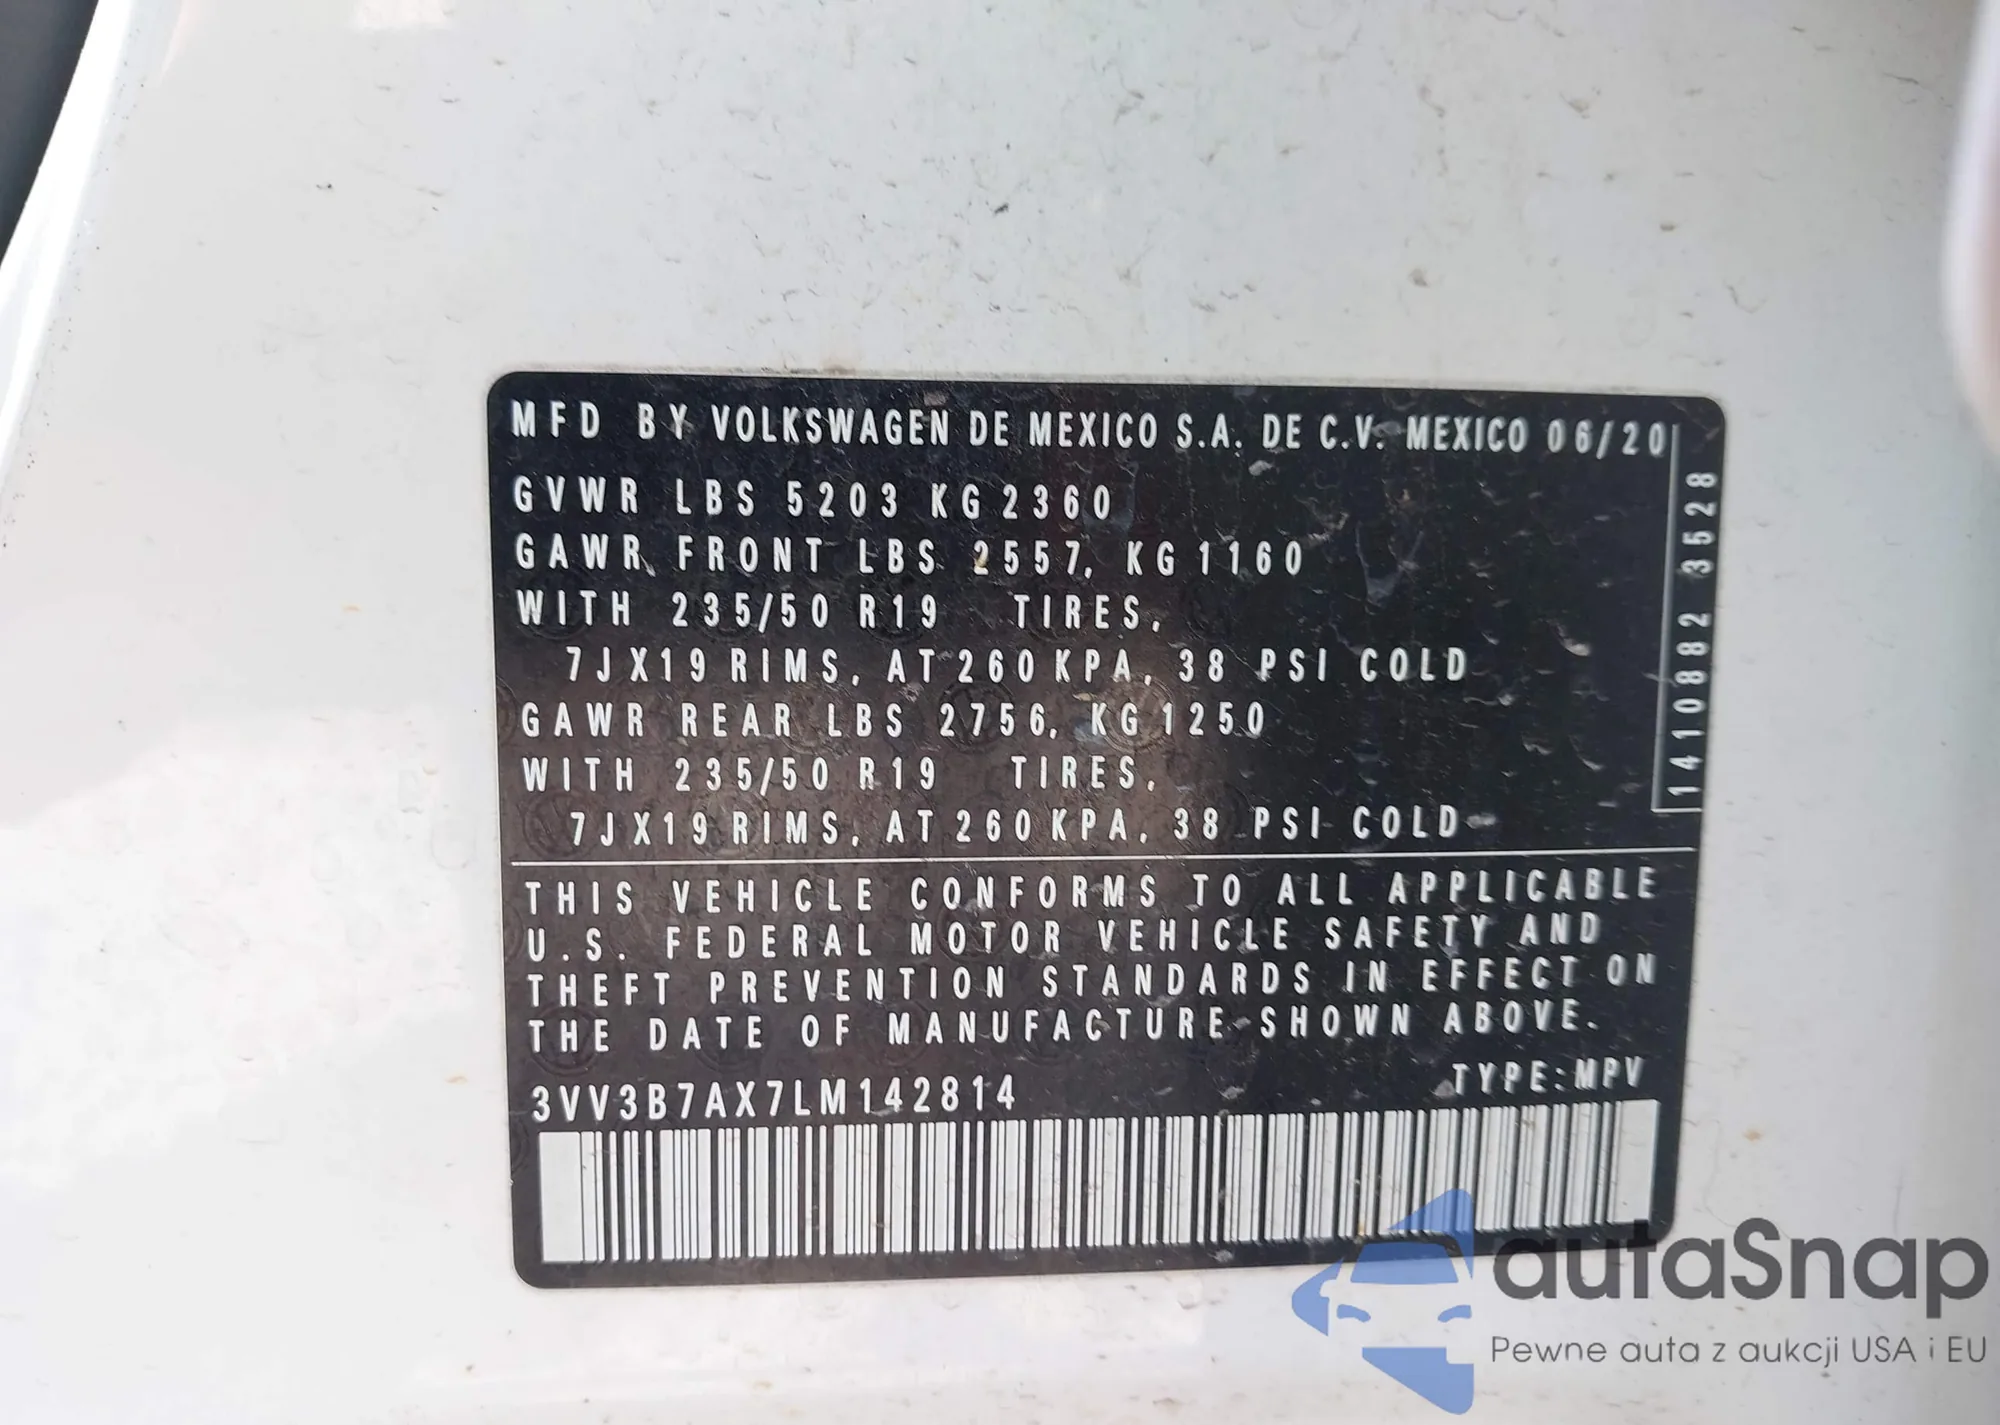 MFD BY VOLKSWAGEN DE MEXICO S.A. DE C.V. MEXICO 06/20
GVWR LBS 5203 KG 2360
GAWR FRONT LBS 2557, KG 1160
WITH 235/50 R19 TIRES,
7JX19 RIMS, AT 260 KPA, 38 PSI COLD
GAWR REAR LBS 2756, KG 1250
WITH 235/50 R19 TIRES,
7JX19 RIMS, AT 260 KPA, 38 PSI COLD
1410882 3528
THIS VEHICLE CONFORMS TO ALL APPLICABLE
U.S. FEDERAL MOTOR VEHICLE SAFETY AND
THEFT PREVENTION STANDARDS IN EFFECT ON
THE DATE OF MANUFACTURE SHOWN ABOVE.
3VV3B7AX7LM142814 TYPE:MPV
autaSnap
Pewne auta z aukcji USA i EU